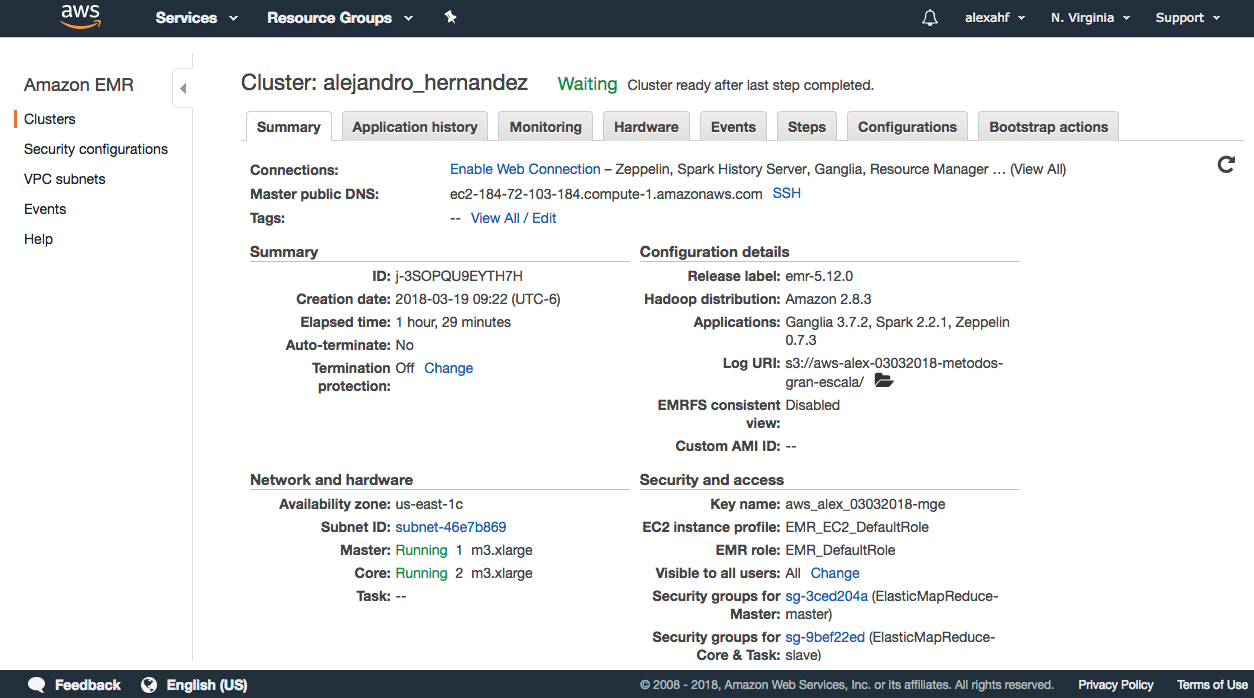 aws Services Resource Groups alexahf N. Virginia Support
Amazon EMR
Clusters
Security configurations
VPC subnets
Events
Help
Cluster: alejandro_hernandez Waiting Cluster ready after last step completed.
Summary Application history Monitoring Hardware Events Steps Configurations Bootstrap actions
Connections: Enable Web Connection – Zeppelin, Spark History Server, Ganglia, Resource Manager … (View All)
Master public DNS: ec2-184-72-103-184.compute-1.amazonaws.com SSH
Tags: -- View All / Edit
Summary
ID: j-3SOPQU9EYTH7H
Creation date: 2018-03-19 09:22 (UTC-6)
Elapsed time: 1 hour, 29 minutes
Auto-terminate: No
Termination Off Change
protection:
Configuration details
Release label: emr-5.12.0
Hadoop distribution: Amazon 2.8.3
Applications: Ganglia 3.7.2, Spark 2.2.1, Zeppelin
0.7.3
Log URI: s3://aws-alex-03032018-metodos-
gran-escala/
EMRFS consistent Disabled
view:
Custom AMI ID: --
Network and hardware
Availability zone: us-east-1c
Subnet ID: subnet-46e7b869
Master: Running 1 m3.xlarge
Core: Running 2 m3.xlarge
Task: --
Security and access
Key name: aws_alex_03032018-mge
EC2 instance profile: EMR_EC2_DefaultRole
EMR role: EMR_DefaultRole
Visible to all users: All Change
Security groups for sg-3ced204a (ElasticMapReduce-
Master: master)
Security groups for sg-9bef22ed (ElasticMapReduce-
Core & Task: slave)
Feedback English (US) © 2008 - 2018, Amazon Web Services, Inc. or its affiliates. All rights reserved. Privacy Policy Terms of Use